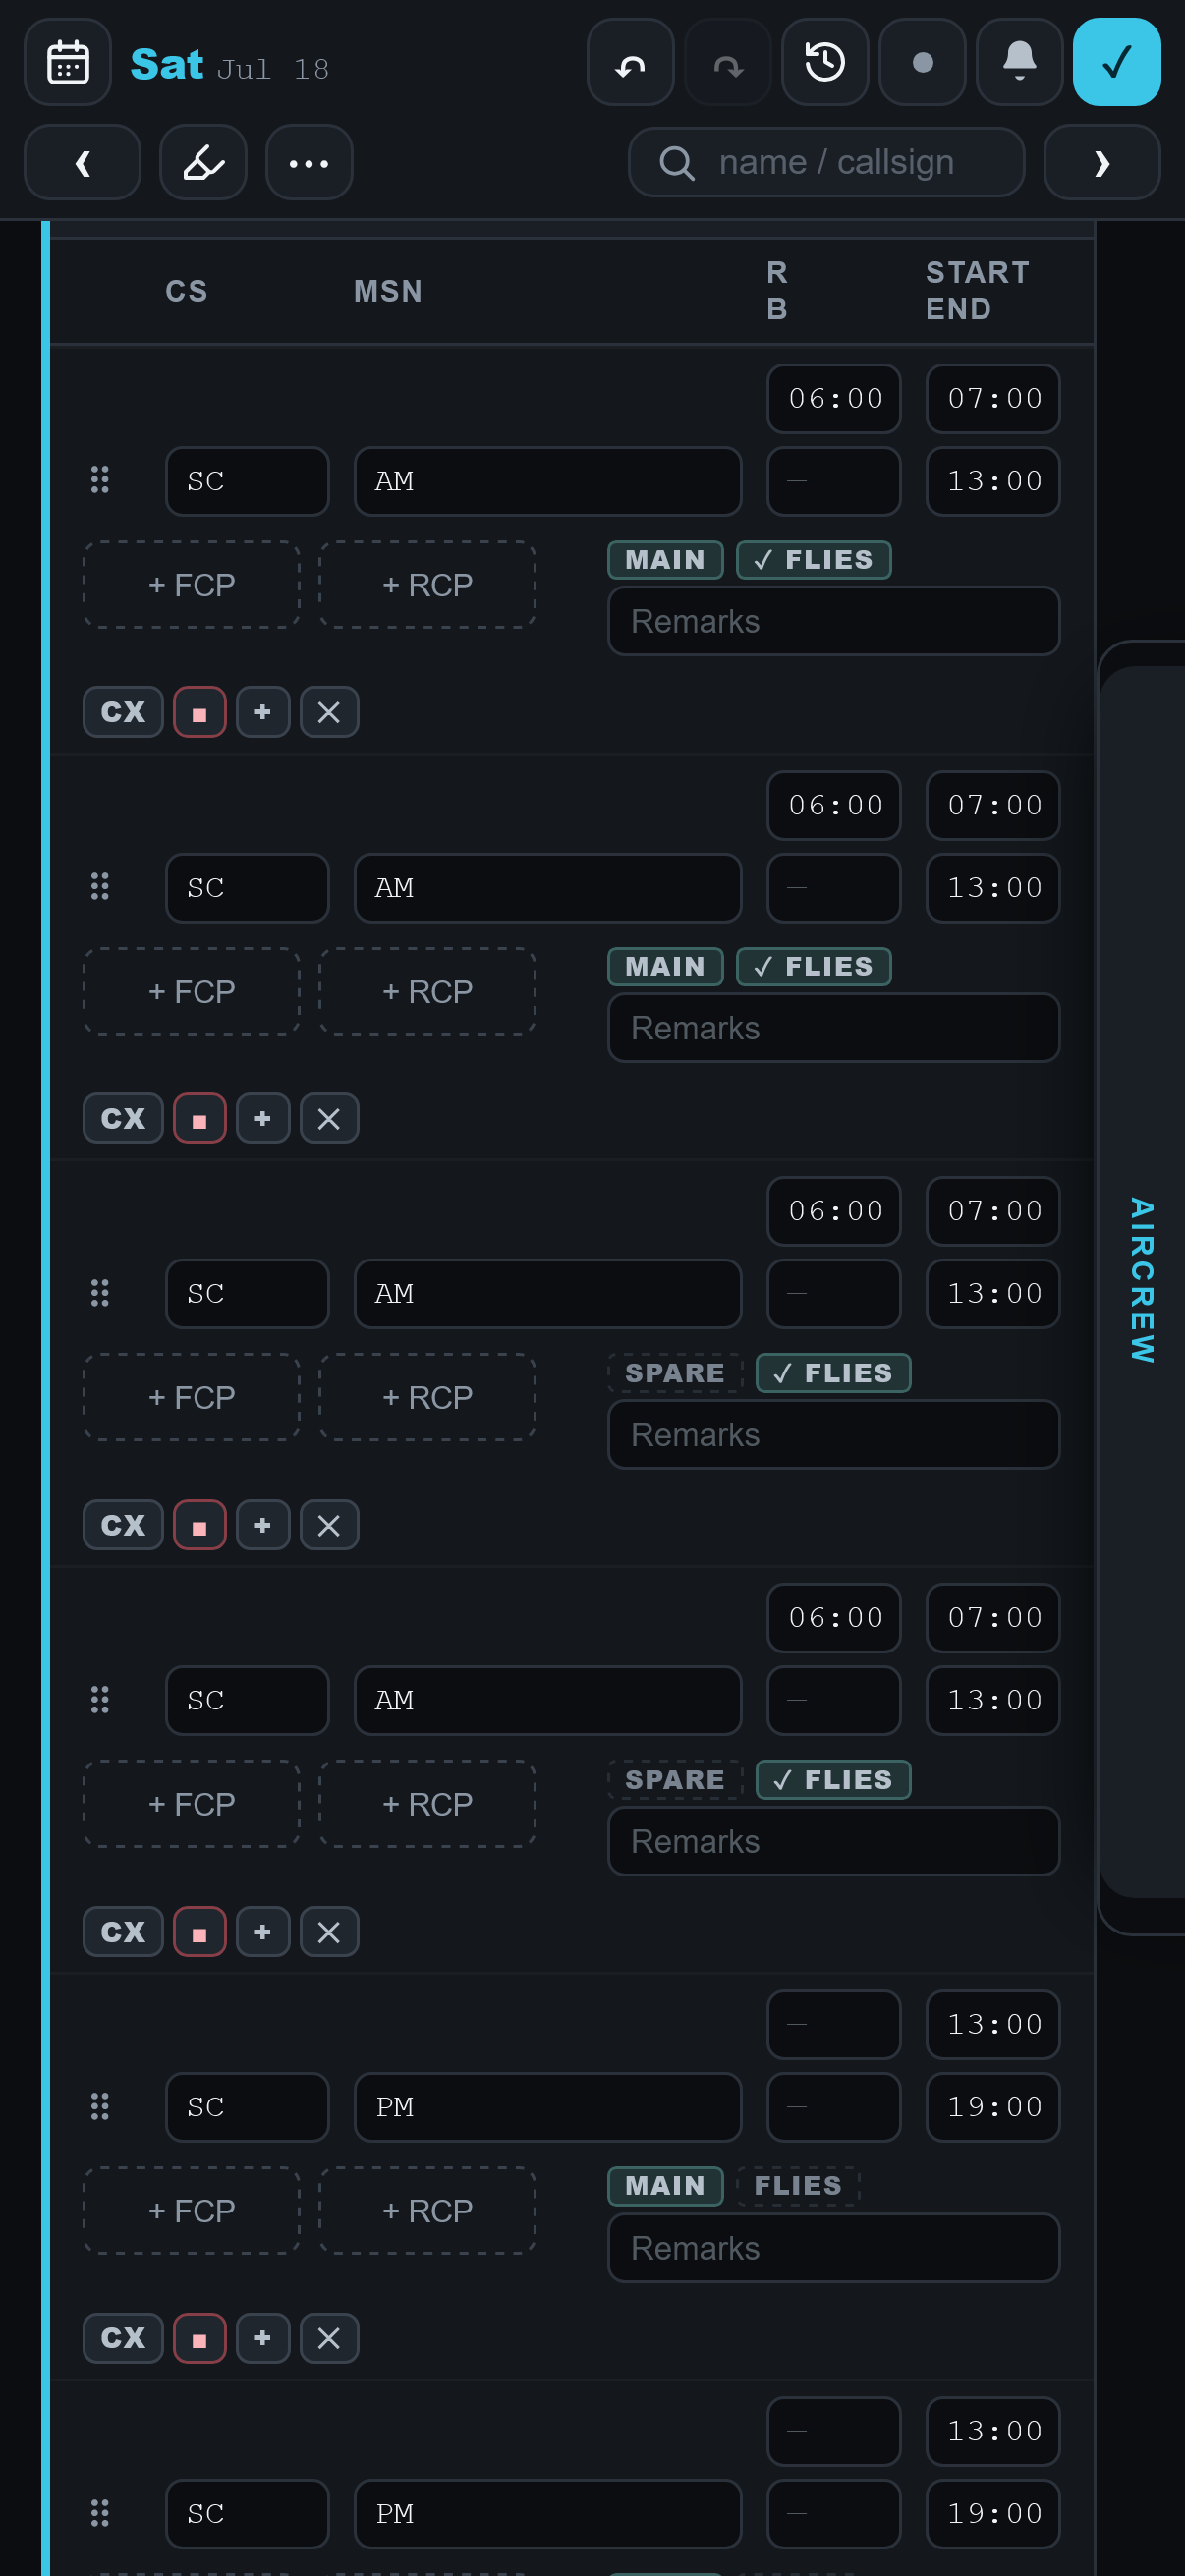 Sat Jul 18
name / callsign
CS MSN R B START END
06:00 07:00
SC AM — 13:00
+ FCP + RCP MAIN ✓ FLIES
Remarks
CX ■ + ×
06:00 07:00
SC AM — 13:00
+ FCP + RCP MAIN ✓ FLIES
Remarks
CX ■ + ×
06:00 07:00
SC AM — 13:00
+ FCP + RCP SPARE ✓ FLIES
Remarks
CX ■ + ×
06:00 07:00
SC AM — 13:00
+ FCP + RCP SPARE ✓ FLIES
Remarks
CX ■ + ×
— 13:00
SC PM — 19:00
+ FCP + RCP MAIN FLIES
Remarks
CX ■ + ×
— 13:00
SC PM — 19:00
AIRCREW